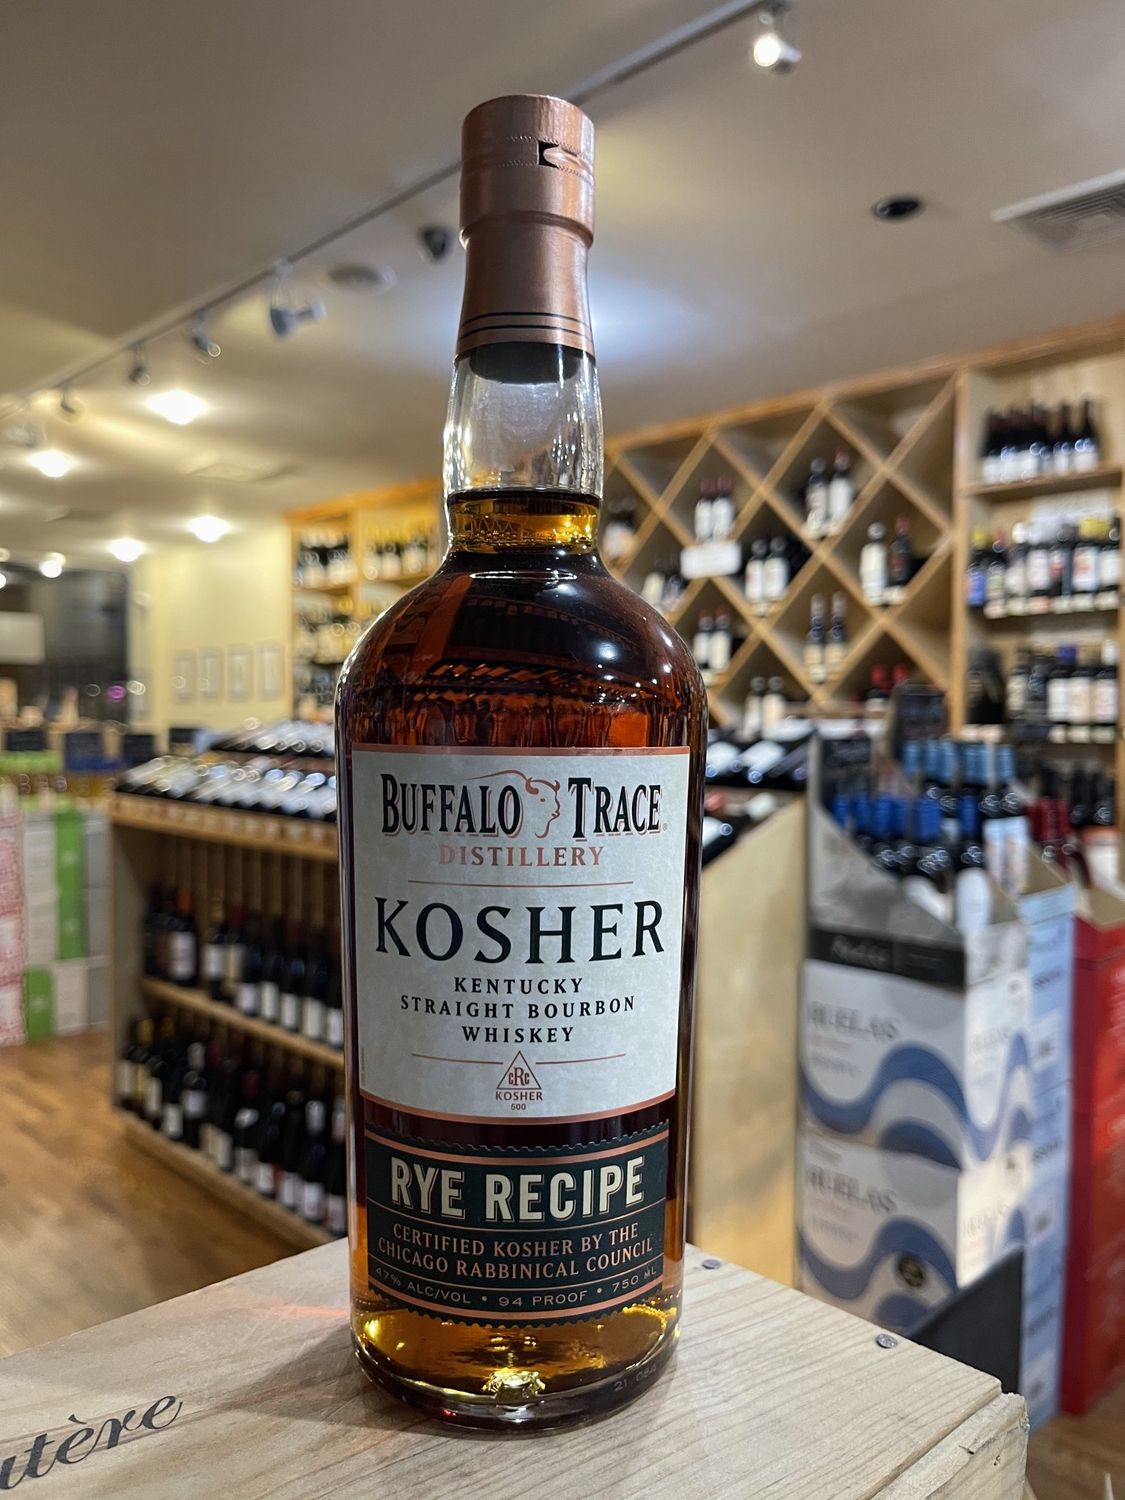 BUFFALO TRACE
DISTILLERY
KOSHER
KENTUCKY
STRAIGHT BOURBON
WHISKEY
cRc
KOSHER
500
RYE RECIPE
CERTIFIED KOSHER BY THE
CHICAGO RABBINICAL COUNCIL
47% ALC/VOL • 94 PROOF • 750 ML